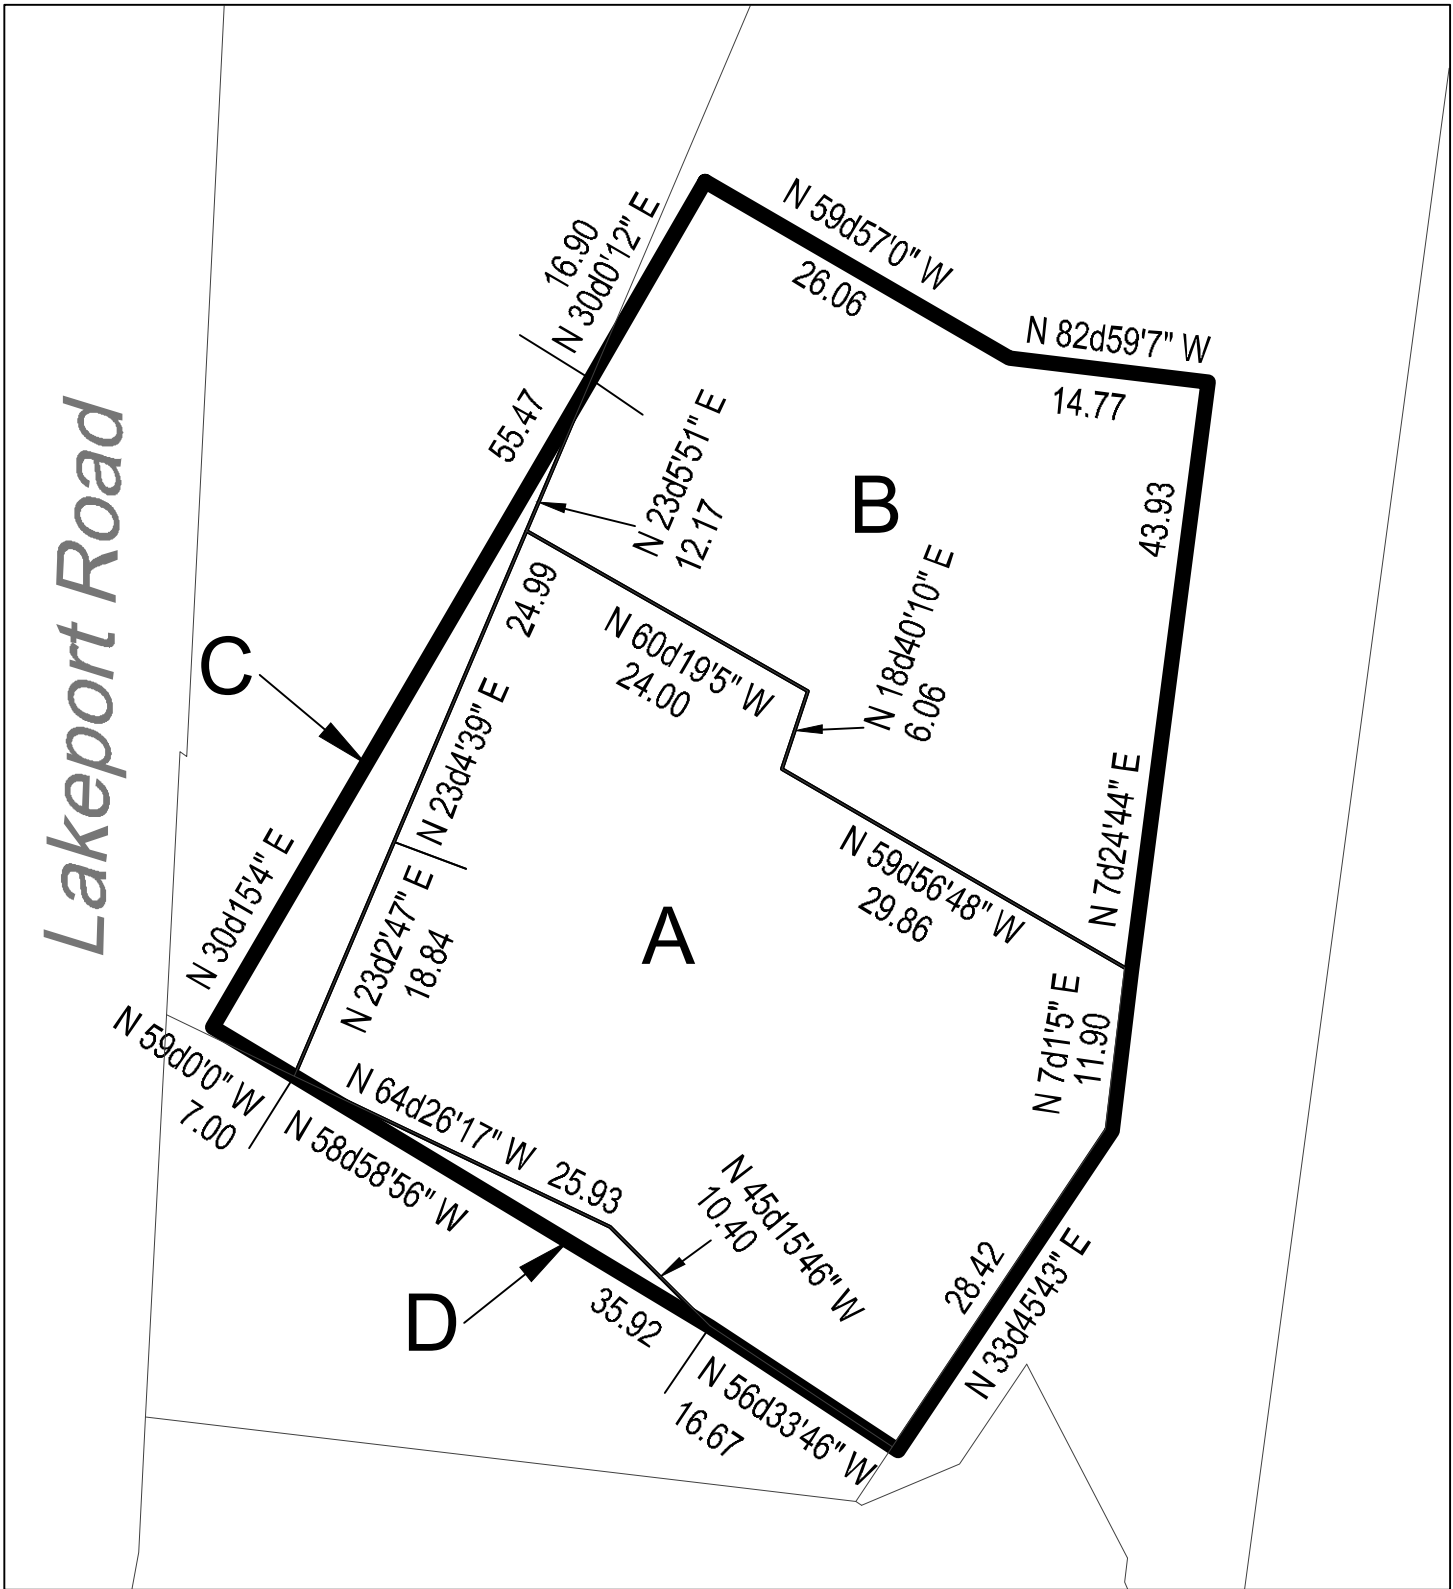 N 59d57'0" W
26.06
16.90
N 30d0'12" E
N 82d59'7" W
14.77
55.47
N 23d5'51" E
12.17
B
43.93
Lakeport Road
24.99
N 18d40'10" E
6.06
N 60d19'5" W
24.00
C
N 23d4'39" E
N 7d24'44" E
N 59d56'48" W
29.86
N 30d15'4" E
A
N 23d2'47" E
18.84
N 7d1'5" E
11.90
N 59d0'0" W
7.00
N 64d26'17" W
25.93
N 58d58'56" W
N 45d15'46" W
10.40
D
35.92
28.42
N 33d45'43" E
N 56d33'46" W
16.67